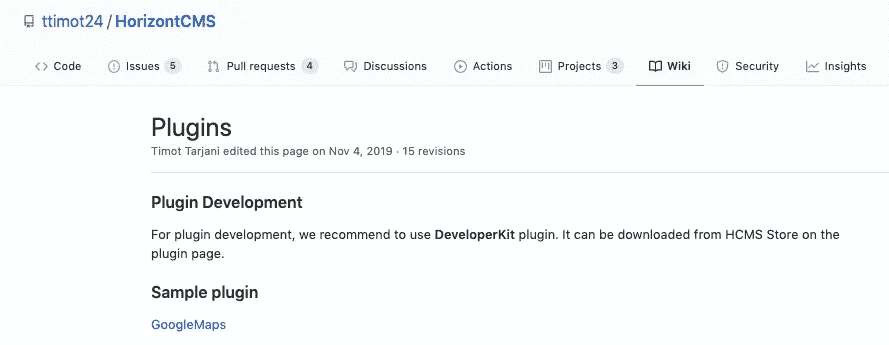 ttimot24 / HorizontCMS
Code Issues 5 Pull requests 4 Discussions Actions Projects 3 Wiki Security Insights
Plugins
Timot Tarjani edited this page on Nov 4, 2019 · 15 revisions
Plugin Development
For plugin development, we recommend to use DeveloperKit plugin. It can be downloaded from HCMS Store on the
plugin page.
Sample plugin
GoogleMaps